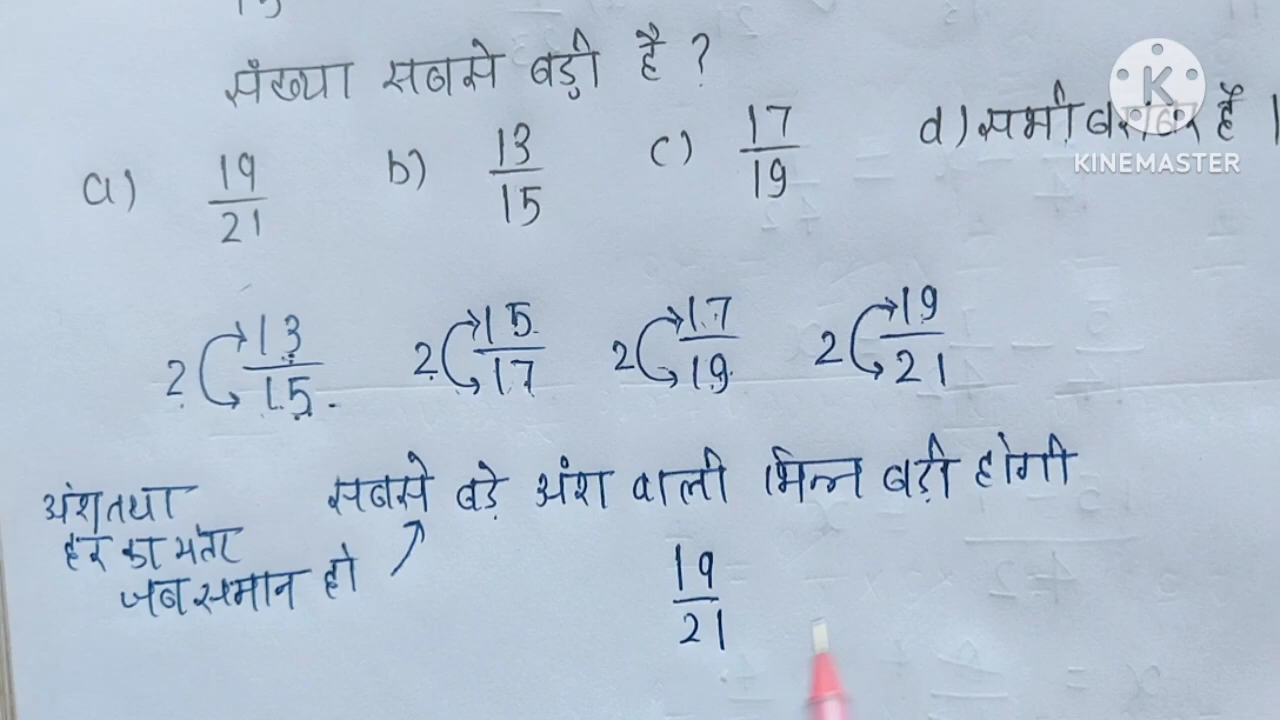 संख्या सबसे बड़ी है ?
a) 19/21 b) 13/15 c) 17/19 d) सभी बराबर हैं ।
K
KINEMASTER
2 13/15 2 15/17 2 17/19 2 19/21
सबसे बड़े अंश वाली भिन्न बड़ी होगी
अंश तथा
हर का
जब समान हो
19/21